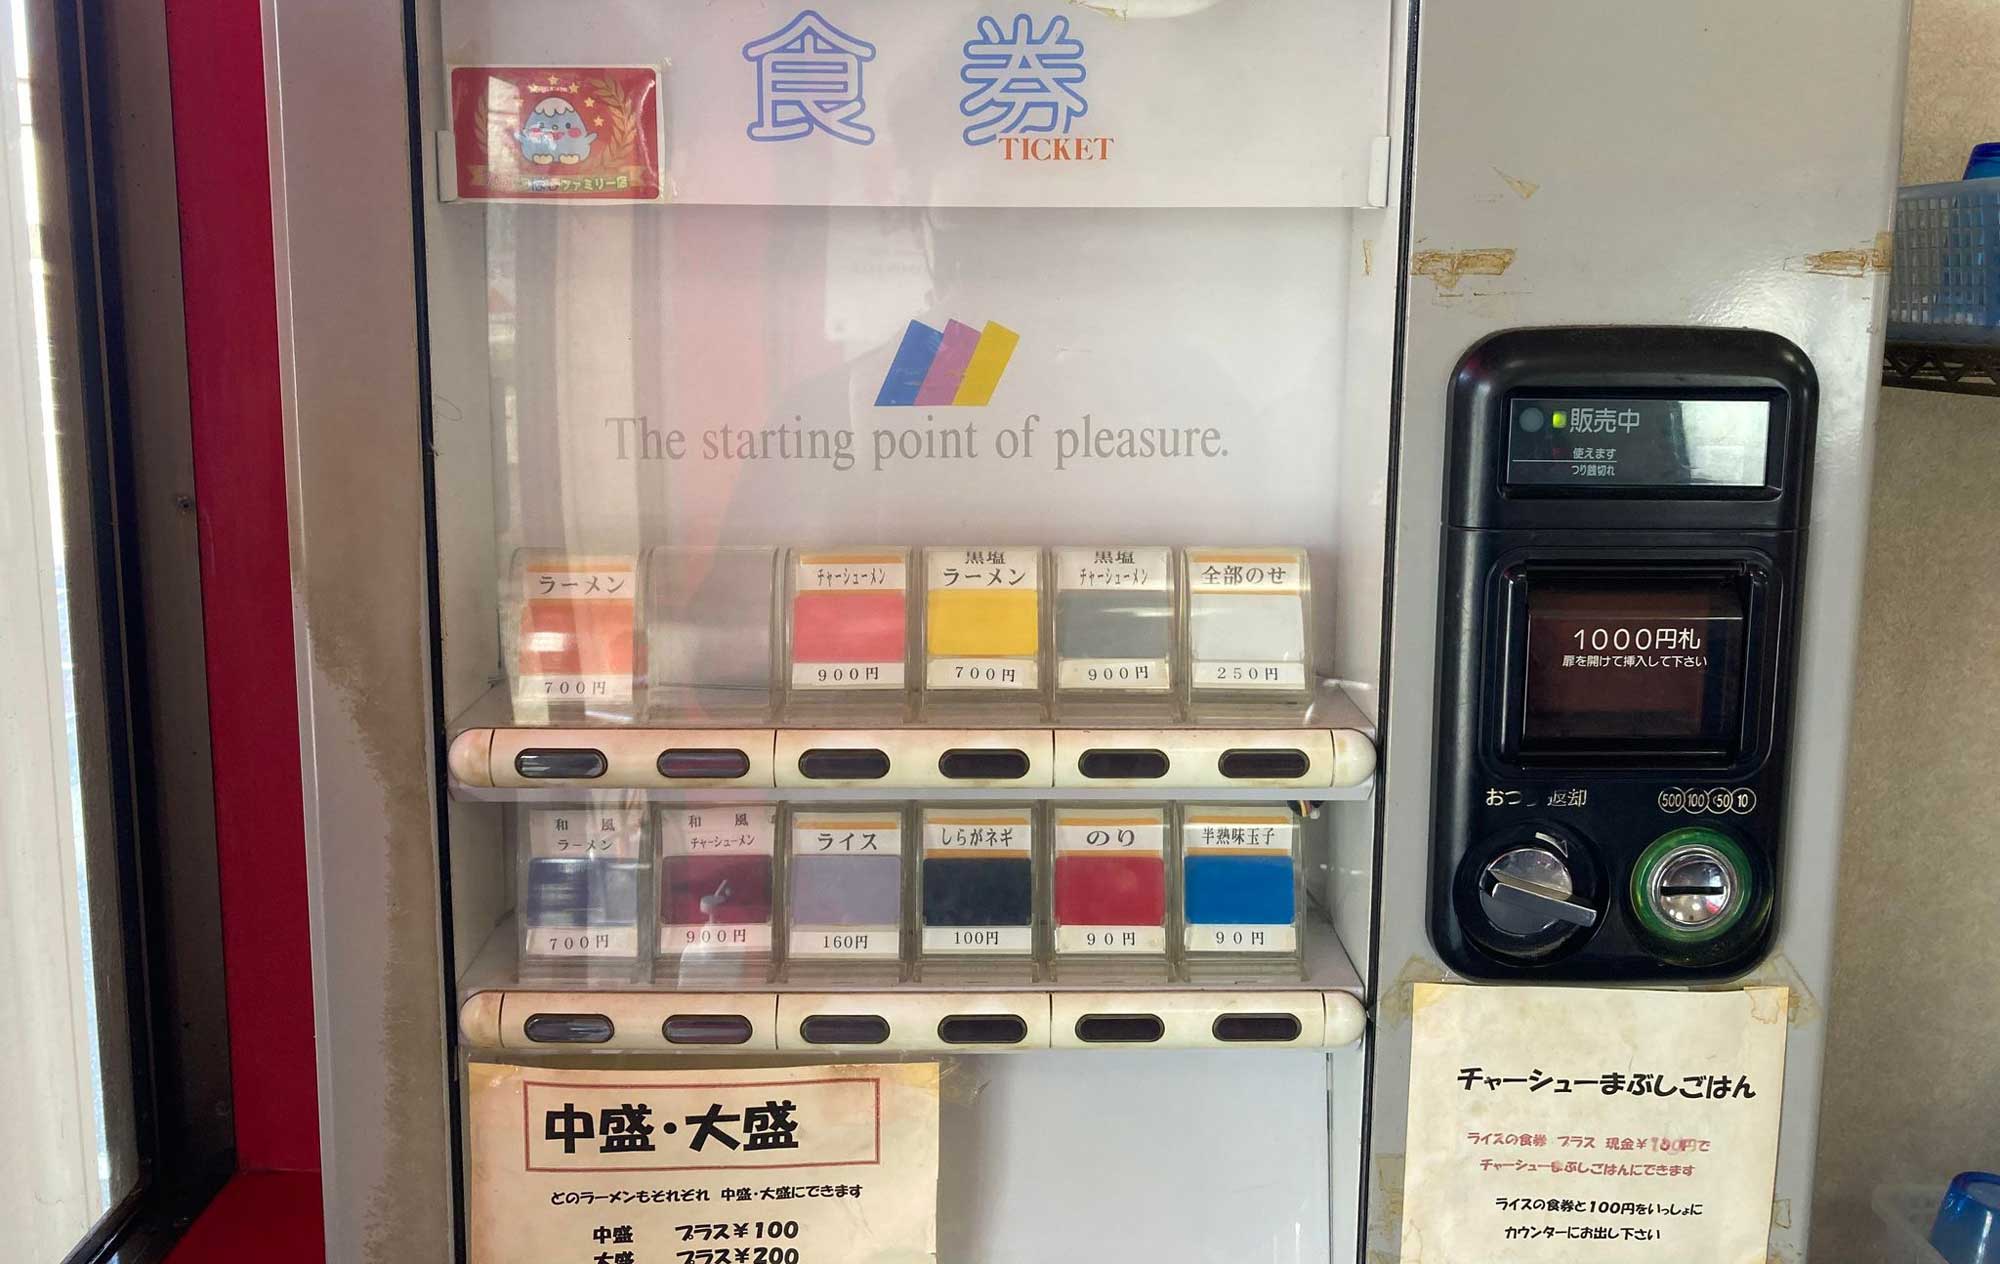 食券
TICKET
ファミリー店
The starting point of pleasure.
ラーメン
700円
チャーシューメン
900円
黒塩
ラーメン
700円
黒塩
チャーシューメン
900円
全部のせ
250円
和風
ラーメン
700円
和風
チャーシューメン
900円
ライス
160円
しらがネギ
100円
のり
90円
半熟味玉子
90円
中盛・大盛
どのラーメンもそれぞれ 中盛・大盛にできます
中盛 プラス¥100
大盛 プラス¥200
販売中
使えます
つり銭切れ
1000円札
扉を開けて挿入して下さい
おつ 返却
500 100 50 10
チャーシューまぶしごはん
ライスの食券 プラス 現金¥100円で
チャーシューまぶしごはんにできます
ライスの食券と100円をいっしょに
カウンターにお出し下さい